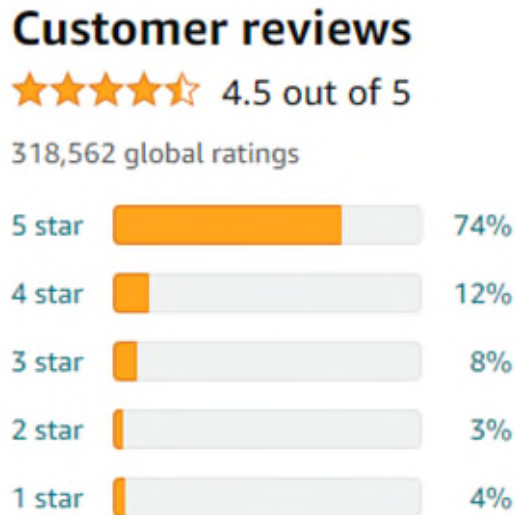 Customer reviews
4.5 out of 5
318,562 global ratings
5 star 74%
4 star 12%
3 star 8%
2 star 3%
1 star 4%